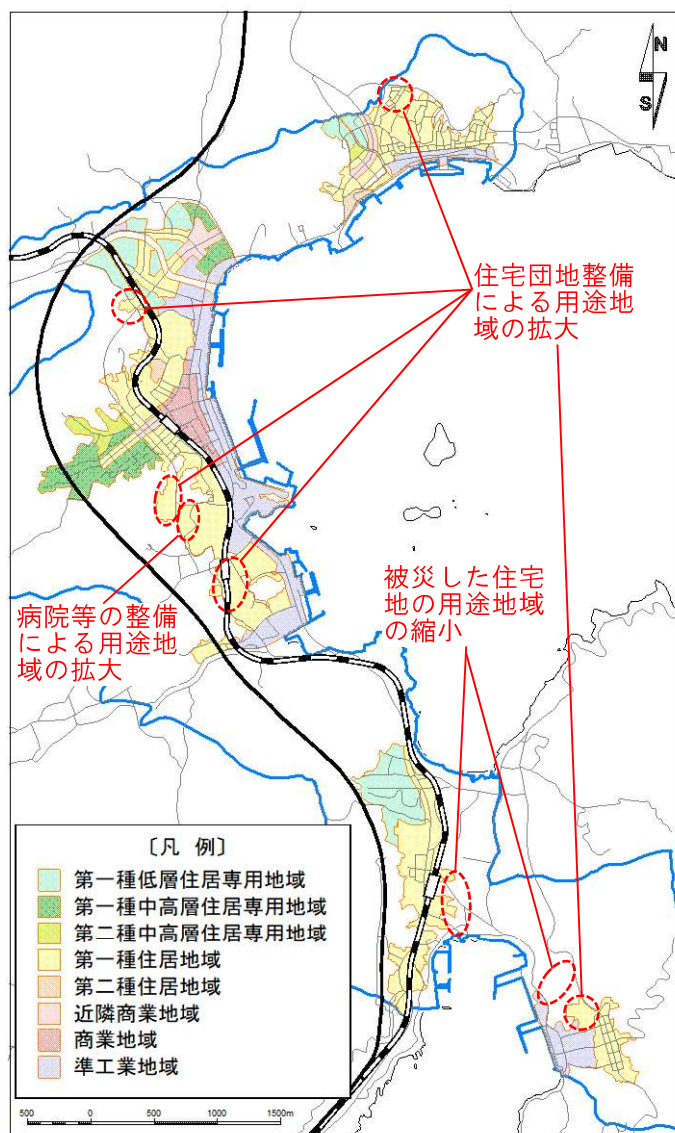 N
S
住宅団地整備
による用途地
域の拡大
被災した住宅
地の用途地域
の縮小
病院等の整備
による用途地
域の拡大
〔凡 例〕
第一種低層住居専用地域
第一種中高層住居専用地域
第二種中高層住居専用地域
第一種住居地域
第二種住居地域
近隣商業地域
商業地域
準工業地域
500 0 500 1000 1500m